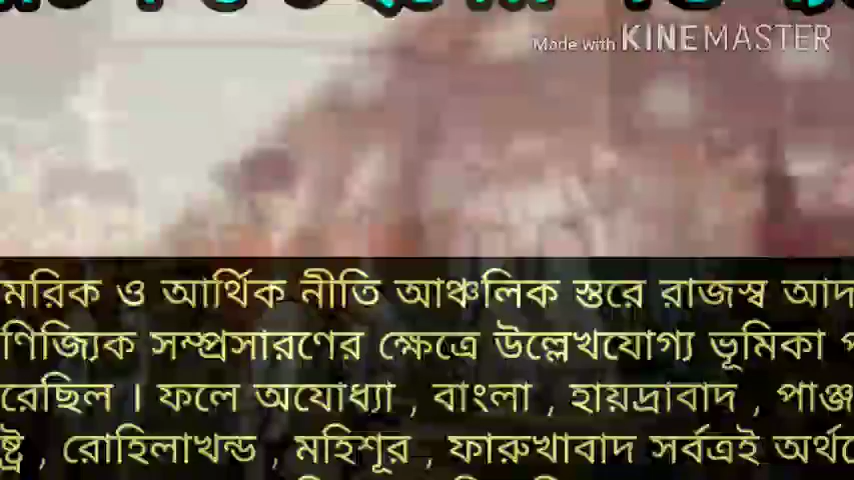 Made with KINEMASTER
মরিক ও আর্থিক নীতি আঞ্চলিক স্তরে রাজস্ব আদ
ণিজ্যিক সম্প্রসারণের ক্ষেত্রে উল্লেখযোগ্য ভূমিকা প
রেছিল । ফলে অযোধ্যা , বাংলা , হায়দ্রাবাদ , পাঞ্জ
ষ্ট্র , রোহিলাখন্ড , মহিশূর , ফারুখাবাদ সর্বত্রই অর্থ